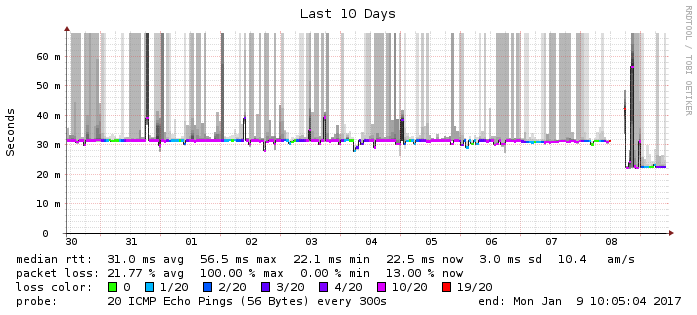 Last 10 Days
RRDTOOL / TOBI OETIKER
Seconds
60 m
50 m
40 m
30 m
20 m
10 m
0
30 31 01 02 03 04 05 06 07 08
median rtt: 31.0 ms avg 56.5 ms max 22.1 ms min 22.5 ms now 3.0 ms sd 10.4 am/s
packet loss: 21.77 % avg 100.00 % max 0.00 % min 13.00 % now
loss color: 0 1/20 2/20 3/20 4/20 10/20 19/20
probe: 20 ICMP Echo Pings (56 Bytes) every 300s end: Mon Jan 9 10:05:04 2017